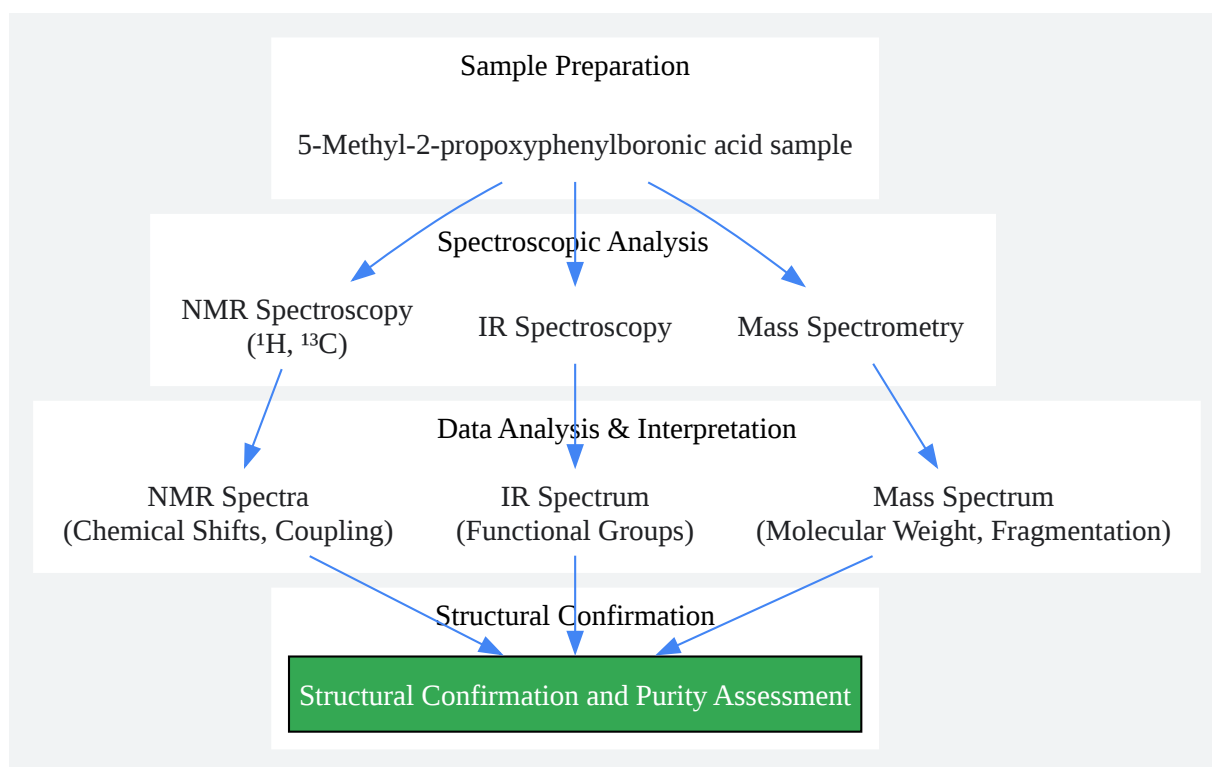 Sample Preparation
5-Methyl-2-propoxyphenylboronic acid sample
Spectroscopic Analysis
NMR Spectroscopy
(¹H, ¹³C)
IR Spectroscopy
Mass Spectrometry
Data Analysis & Interpretation
NMR Spectra
(Chemical Shifts, Coupling)
IR Spectrum
(Functional Groups)
Mass Spectrum
(Molecular Weight, Fragmentation)
Structural Confirmation
Structural Confirmation and Purity Assessment